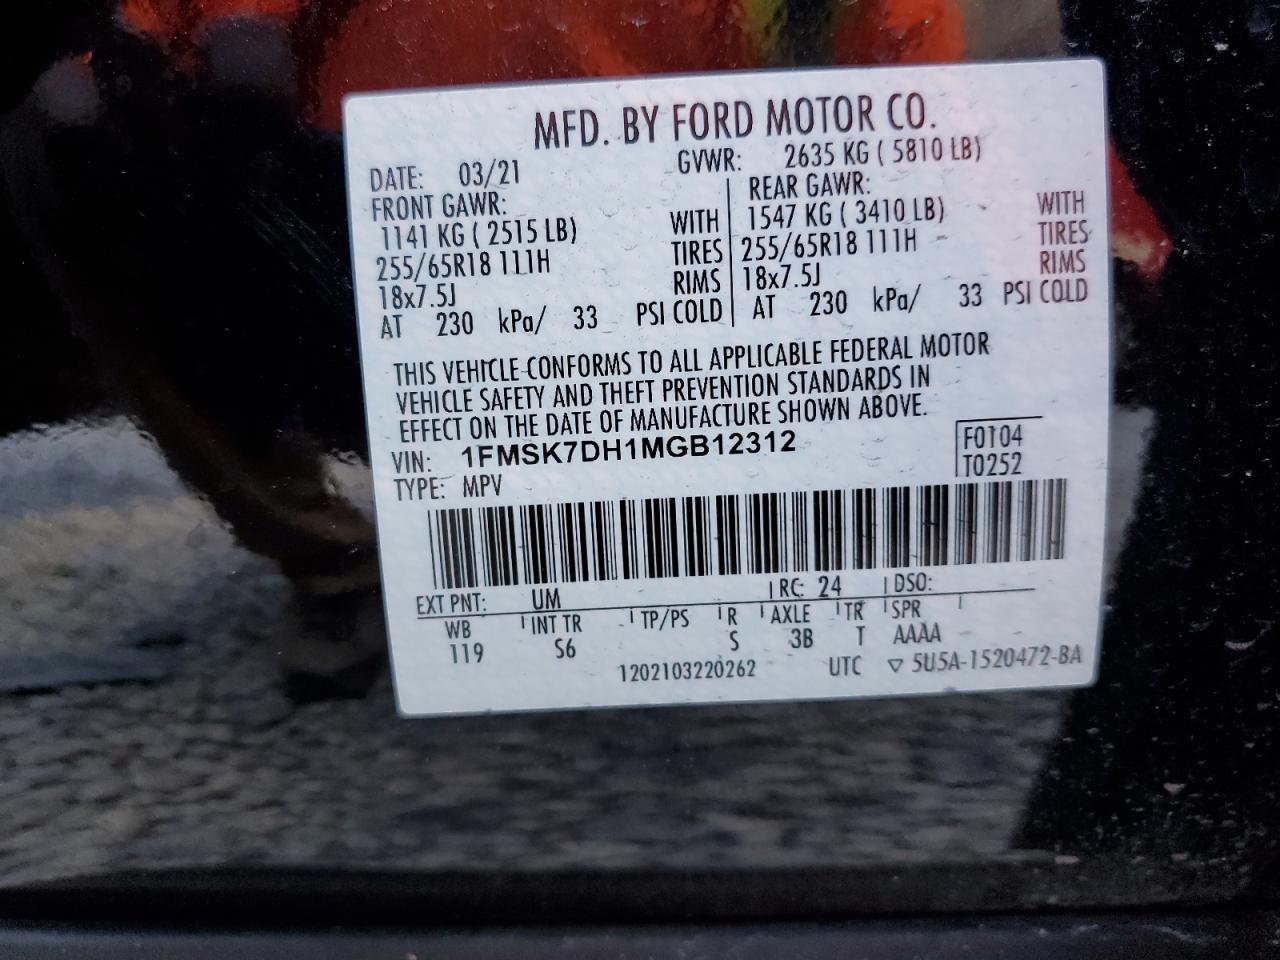 MFD. BY FORD MOTOR CO.
DATE: 03/21 GVWR: 2635 KG ( 5810 LB)
FRONT GAWR: REAR GAWR:
1141 KG ( 2515 LB) WITH 1547 KG ( 3410 LB) WITH
255/65R18 111H TIRES 255/65R18 111H TIRES
18x7.5J RIMS 18x7.5J RIMS
AT 230 kPa/ 33 PSI COLD AT 230 kPa/ 33 PSI COLD
THIS VEHICLE CONFORMS TO ALL APPLICABLE FEDERAL MOTOR
VEHICLE SAFETY AND THEFT PREVENTION STANDARDS IN
EFFECT ON THE DATE OF MANUFACTURE SHOWN ABOVE.
VIN: 1FMSK7DH1MGB12312 F0104
TYPE: MPV T0252
EXT PNT: UM RC: 24 DSO:
WB INT TR TP/PS R AXLE TR SPR
119 S6 S 3B T AAAA
1202103220262 UTC ▽ 5U5A-1520472-BA